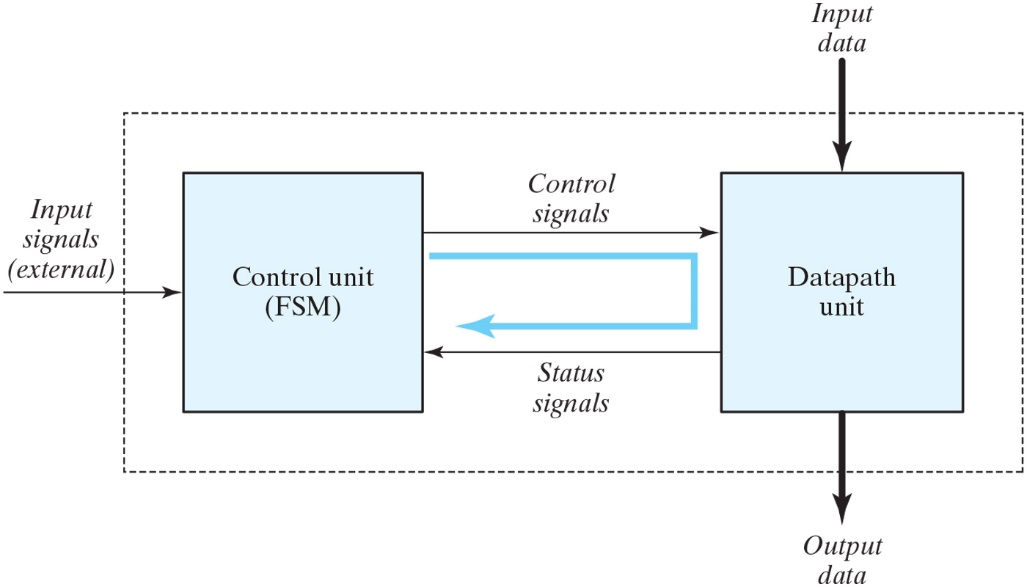 Input
data
Input
signals
(external)
Control unit
(FSM)
Control
signals
Status
signals
Datapath
unit
Output
data